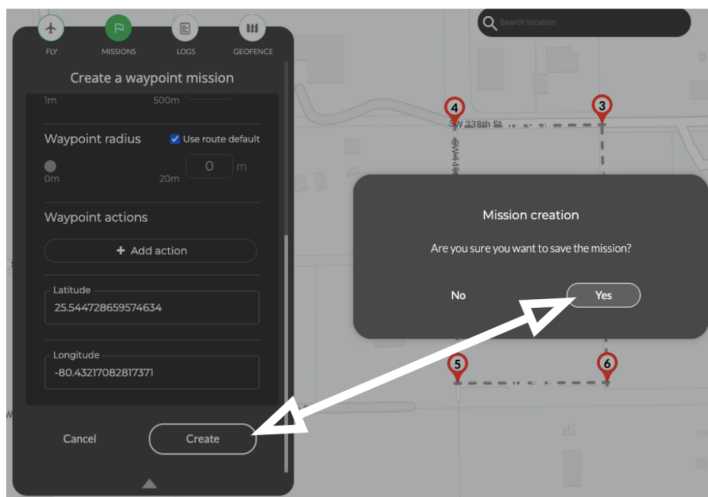 FLY MISSIONS LOGS GEOFENCE
Create a waypoint mission
1m 500m
Waypoint radius Use route default
0 m
0m 20m
Waypoint actions
+ Add action
Latitude
25.544728659574634
Longitude
-80.43217082817371
Cancel Create
Search location
4 3
SW 238th St
Mission creation
Are you sure you want to save the mission?
No Yes
5 6